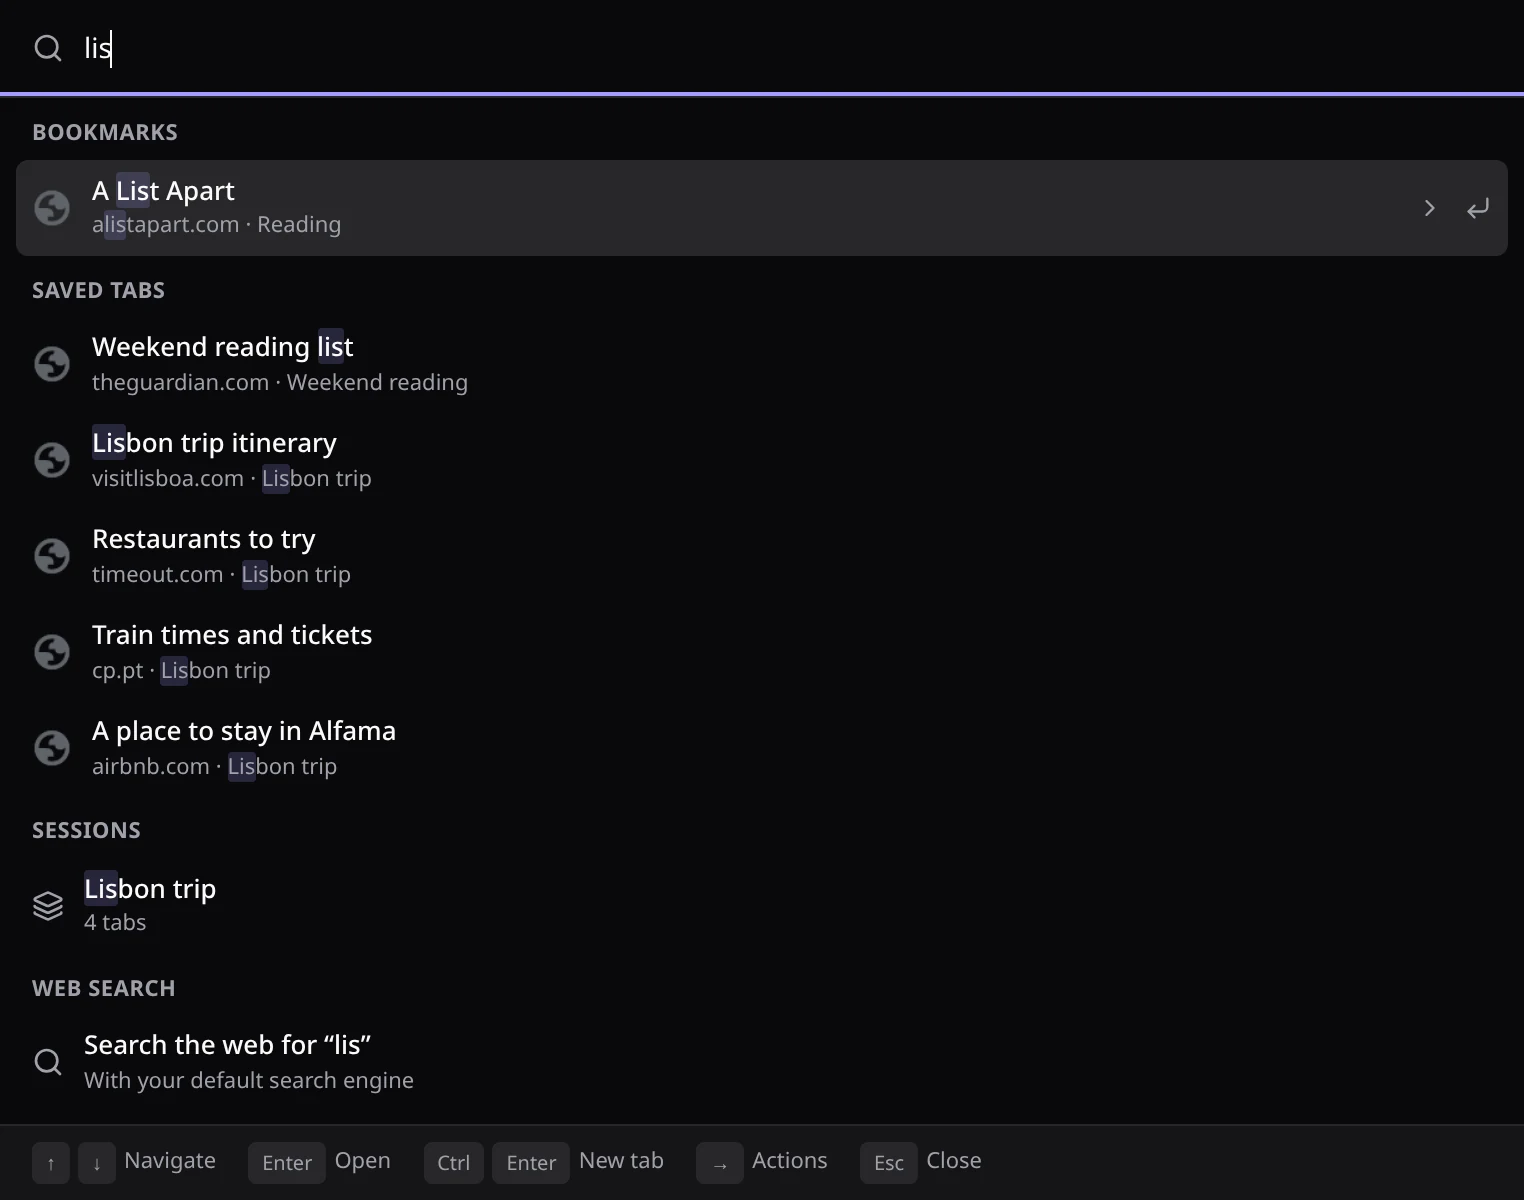 lis
BOOKMARKS
A List Apart
alistapart.com · Reading
SAVED TABS
Weekend reading list
theguardian.com · Weekend reading
Lisbon trip itinerary
visitlisboa.com · Lisbon trip
Restaurants to try
timeout.com · Lisbon trip
Train times and tickets
cp.pt · Lisbon trip
A place to stay in Alfama
airbnb.com · Lisbon trip
SESSIONS
Lisbon trip
4 tabs
WEB SEARCH
Search the web for “lis”
With your default search engine
↑ ↓ Navigate Enter Open Ctrl Enter New tab → Actions Esc Close